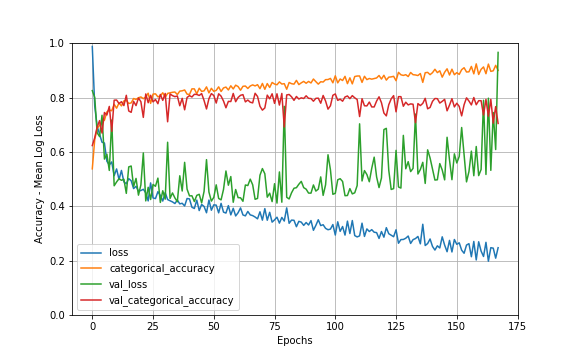 1.0
0.8
0.6
0.4
0.2
0.0
Accuracy - Mean Log Loss
loss
categorical_accuracy
val_loss
val_categorical_accuracy
0 25 50 75 100 125 150 175
Epochs